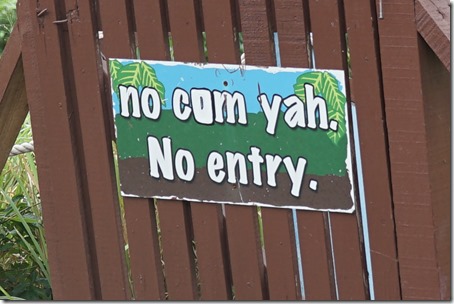 no com yah.
No entry.